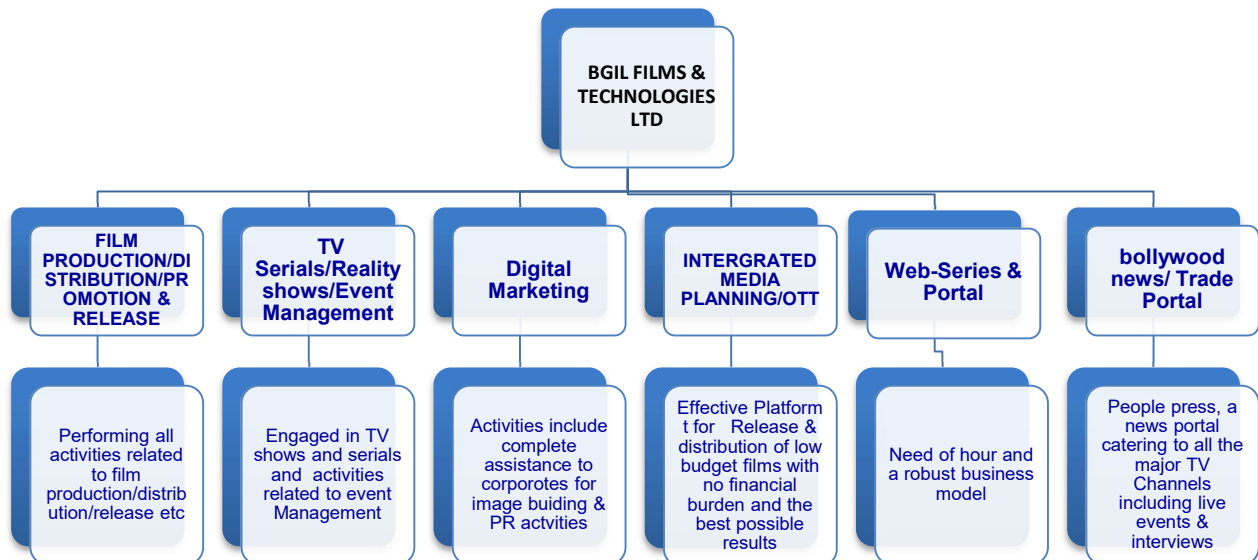 BGIL FILMS &
TECHNOLOGIES
LTD
FILM
PRODUCTION/DI
STRIBUTION/PR
OMOTION &
RELEASE
TV
Serials/Reality
shows/Event
Management
Digital
Marketing
INTERGRATED
MEDIA
PLANNING/OTT
Web-Series &
Portal
bollywood
news/ Trade
Portal
Performing all
activities related
to film
production/distrib
ution/release etc
Engaged in TV
shows and serials
and activities
related to event
Management
Activities include
complete
assistance to
corporotes for
image buiding &
PR actvities
Effective Platform
t for Release &
distribution of low
budget films with
no financial
burden and the
best possible
results
Need of hour and
a robust business
model
People press, a
news portal
catering to all the
major TV
Channels
including live
events &
interviews